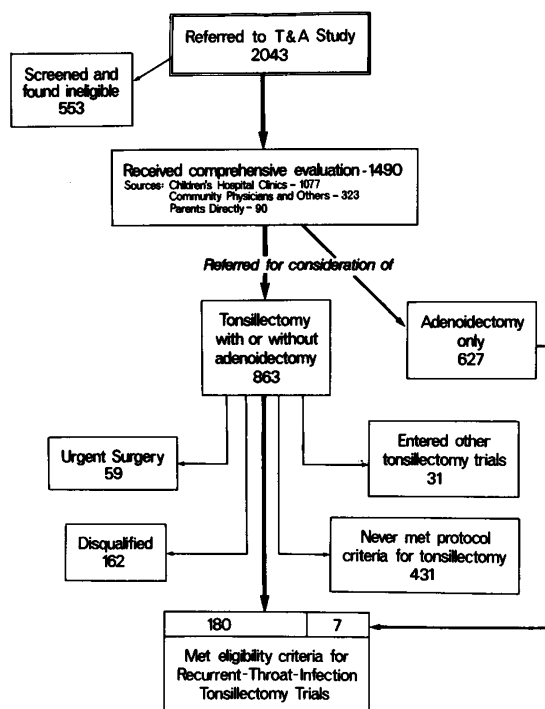 Referred to T&A Study
2043
Screened and
found ineligible
553
Received comprehensive evaluation-1490
Sources: Children's Hospital Clinics - 1077
Community Physicians and Others - 323
Parents Directly - 90
Referred for consideration of
Tonsillectomy
with or without
adenoidectomy
863
Adenoidectomy
only
627
Urgent Surgery
59
Entered other
tonsillectomy trials
31
Disqualified
162
Never met protocol
criteria for tonsillectomy
431
180 7
Met eligibility criteria for
Recurrent-Throat-Infection
Tonsillectomy Trials